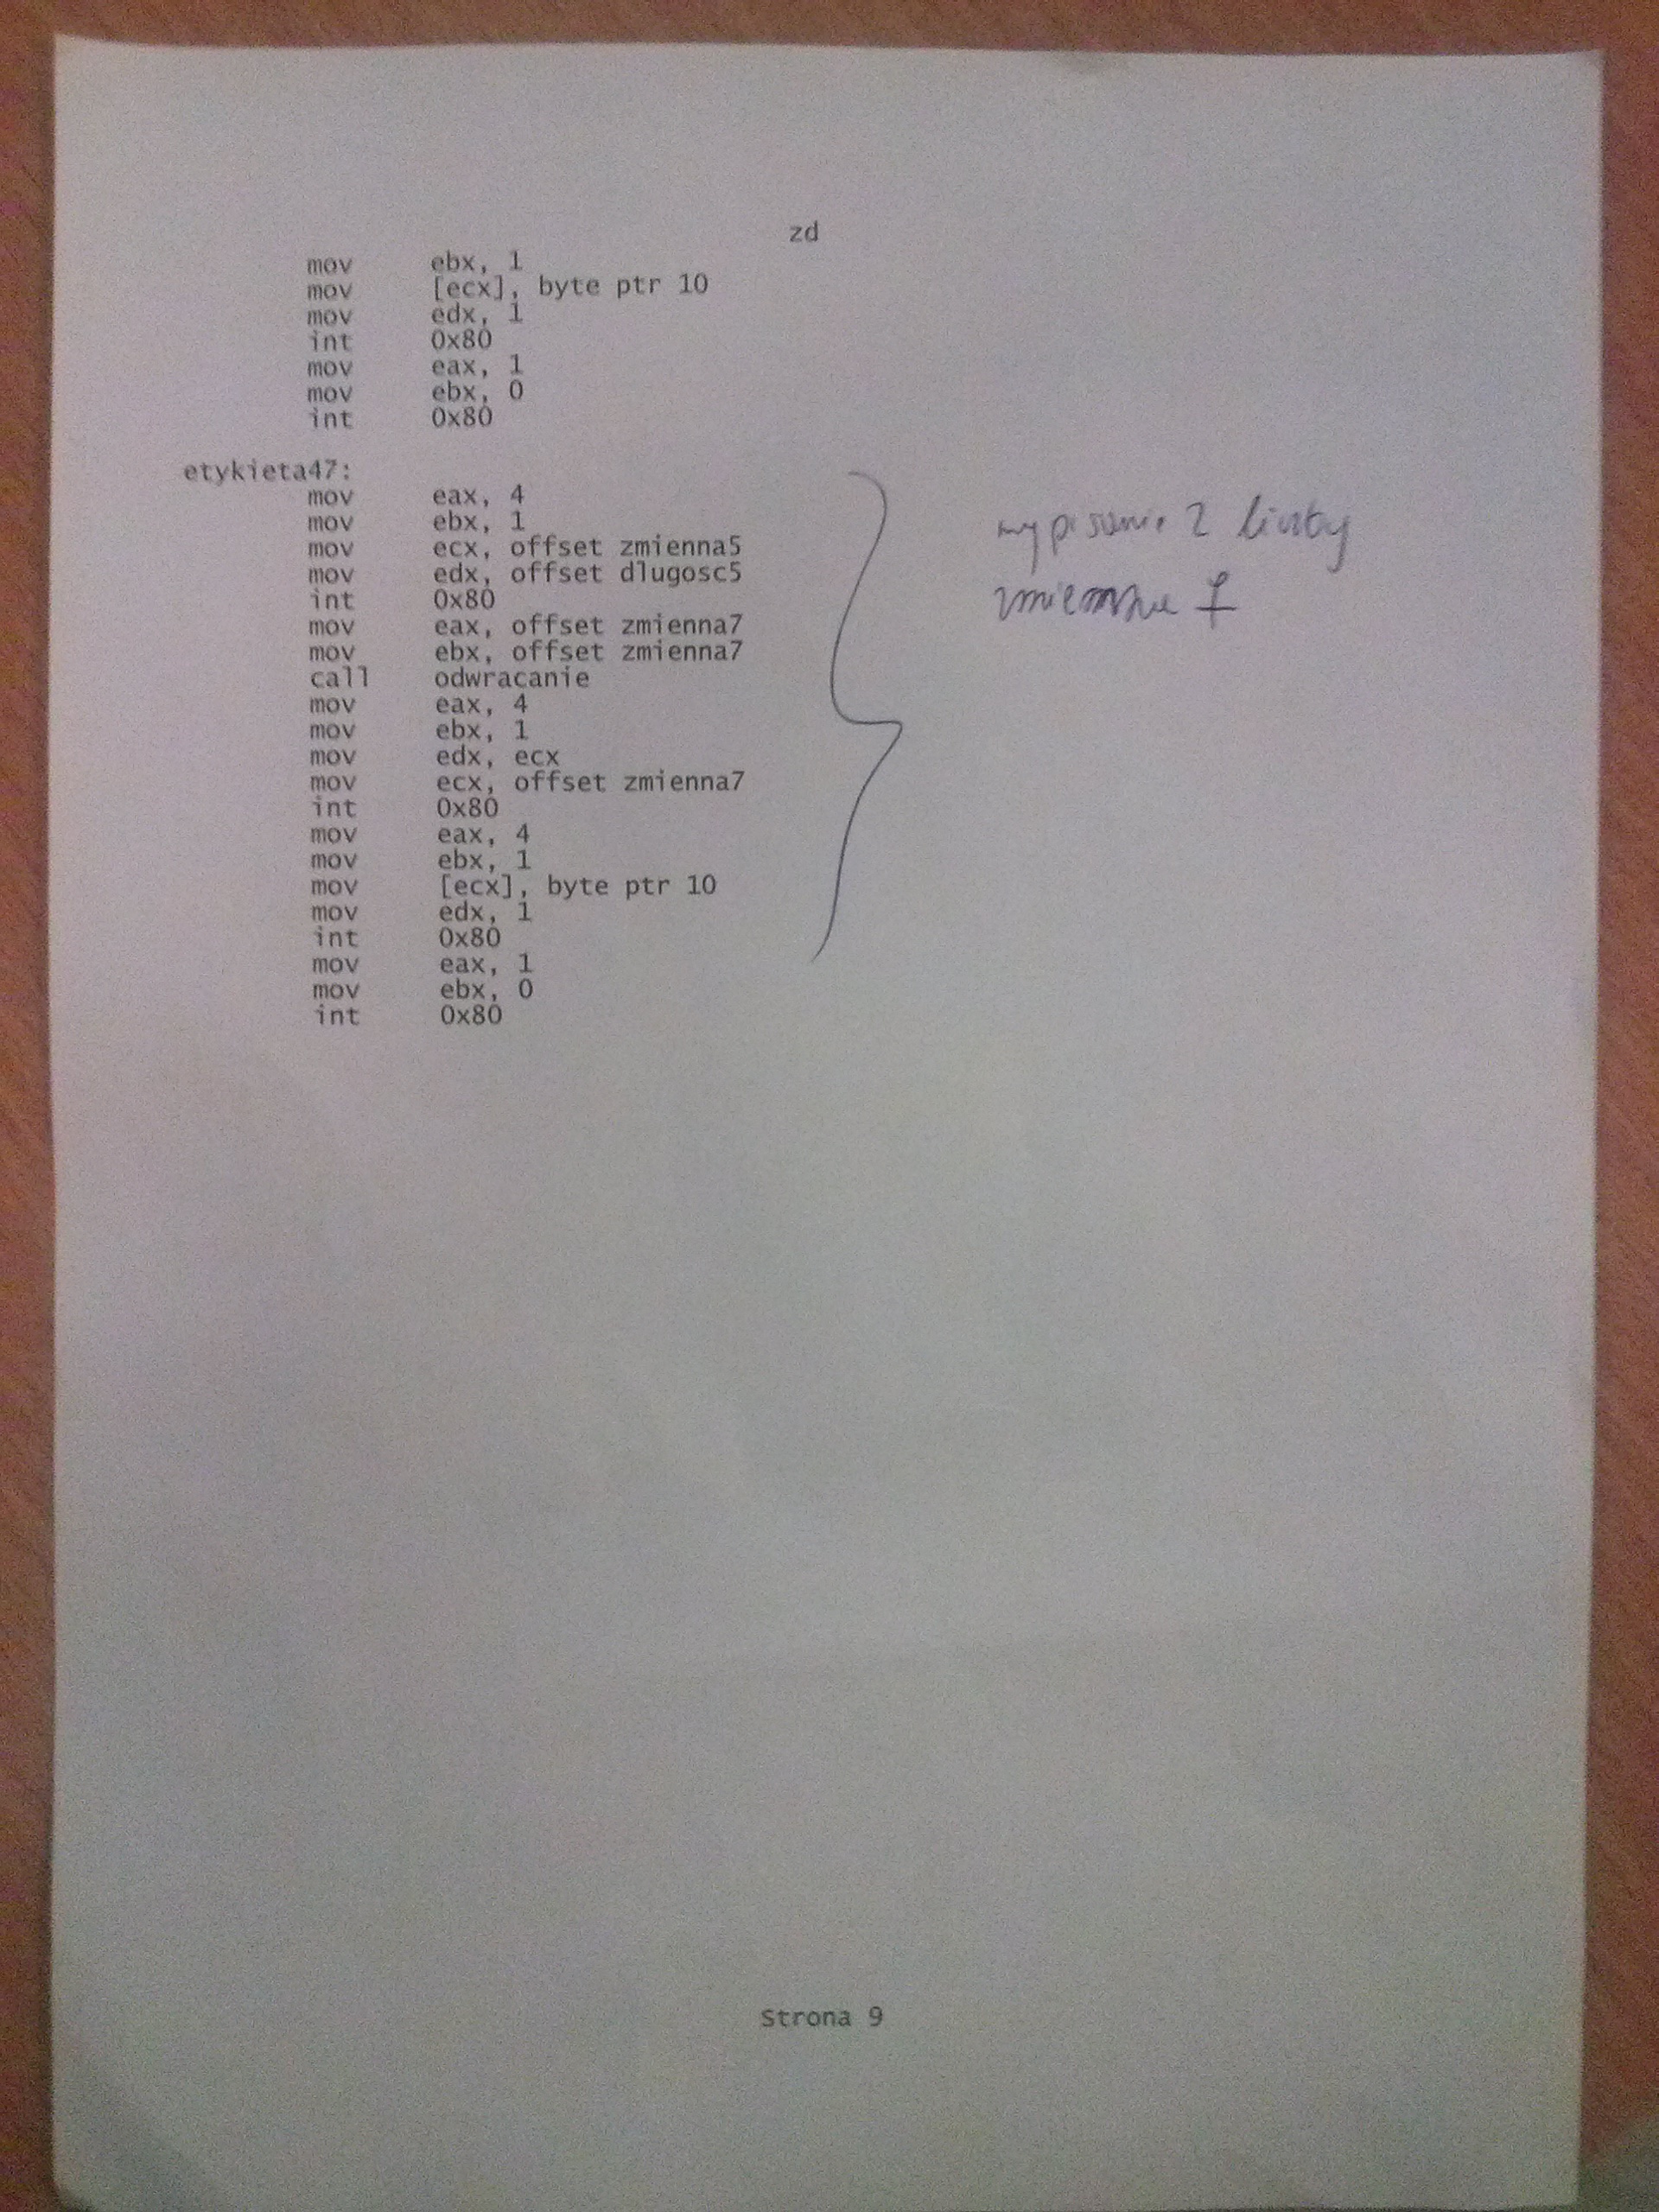 zd
mov ebx, 1
mov [ecx], byte ptr 10
mov edx, 1
int 0x80
mov eax, 1
mov ebx, 0
int 0x80
etykieta47:
mov eax, 4
mov ebx, 1
mov ecx, offset zmienna5
mov edx, offset dlugosc5
int 0x80
mov eax, offset zmienna7
mov ebx, offset zmienna7
call odwracanie
mov eax, 4
mov ebx, 1
mov edx, ecx
mov ecx, offset zmienna7
int 0x80
mov eax, 4
mov ebx, 1
mov [ecx], byte ptr 10
mov edx, 1
int 0x80
mov eax, 1
mov ebx, 0
int 0x80
wypisanie 2 liczby
7
Strona 9